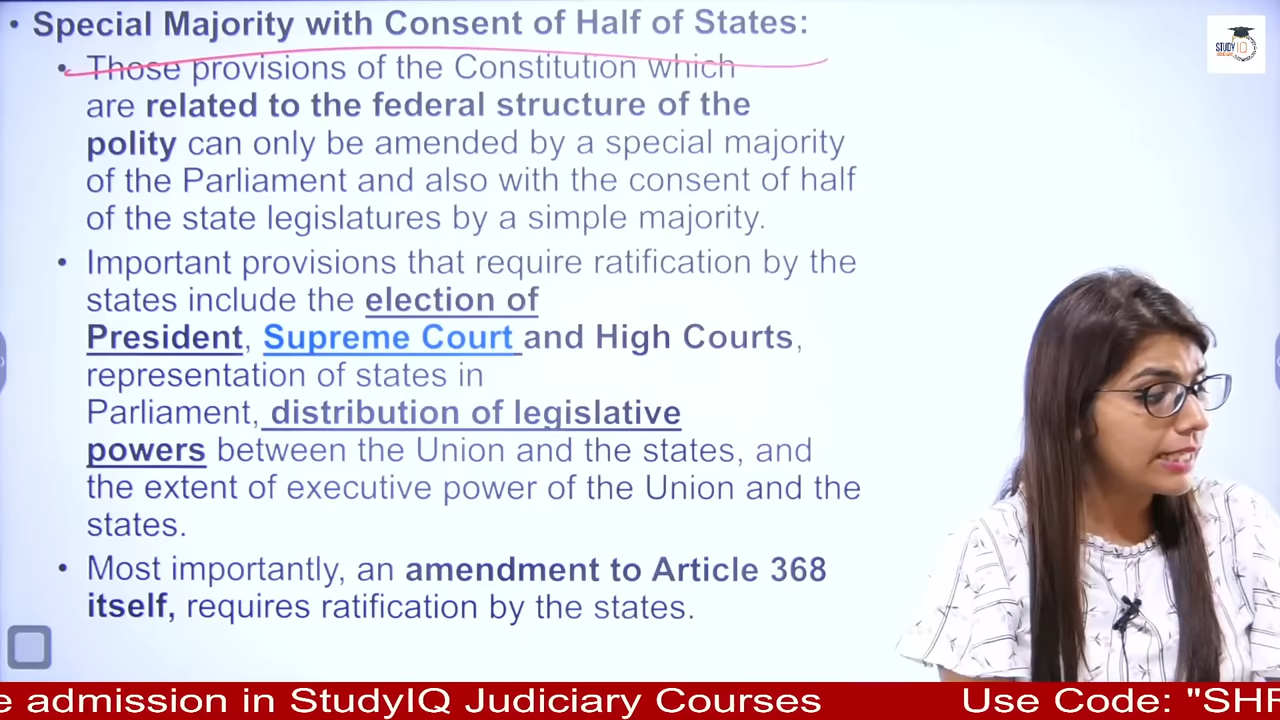 • Special Majority with Consent of Half of States:
• Those provisions of the Constitution which
are related to the federal structure of the
polity can only be amended by a special majority
of the Parliament and also with the consent of half
of the state legislatures by a simple majority.
• Important provisions that require ratification by the
states include the election of
President, Supreme Court and High Courts,
representation of states in
Parliament, distribution of legislative
powers between the Union and the states, and
the extent of executive power of the Union and the
states.
• Most importantly, an amendment to Article 368
itself, requires ratification by the states.
STUDY IQ
e admission in StudyIQ Judiciary Courses Use Code: "SHR